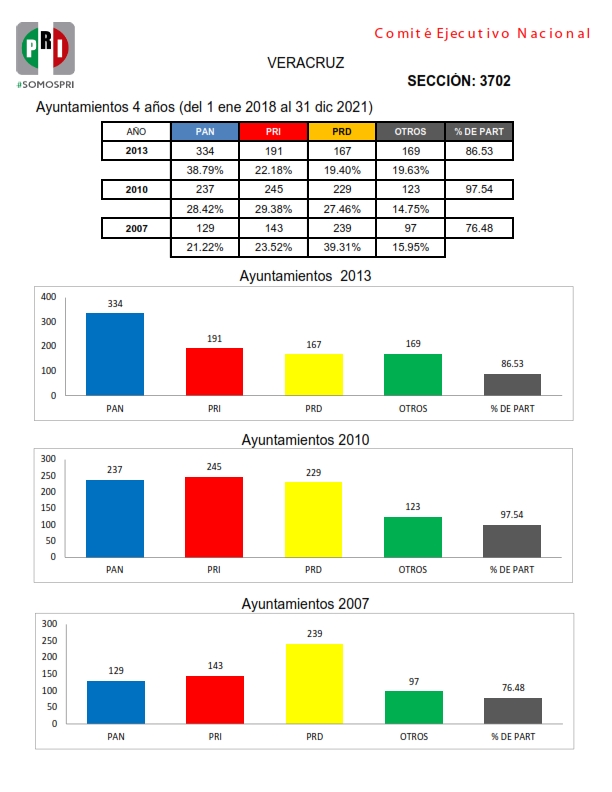 Comité Ejecutivo Nacional
PRI
#SOMOSPRI
VERACRUZ
SECCIÓN: 3702
Ayuntamientos 4 años (del 1 ene 2018 al 31 dic 2021)
AÑO PAN PRI PRD OTROS % DE PART
2013 334 191 167 169 86.53
38.79% 22.18% 19.40% 19.63%
2010 237 245 229 123 97.54
28.42% 29.38% 27.46% 14.75%
2007 129 143 239 97 76.48
21.22% 23.52% 39.31% 15.95%
Ayuntamientos 2013
400
300
200
100
0
334 191 167 169 86.53
PAN PRI PRD OTROS % DE PART
Ayuntamientos 2010
300
250
200
150
100
50
0
237 245 229 123 97.54
PAN PRI PRD OTROS % DE PART
Ayuntamientos 2007
300
250
200
150
100
50
0
129 143 239 97 76.48
PAN PRI PRD OTROS % DE PART